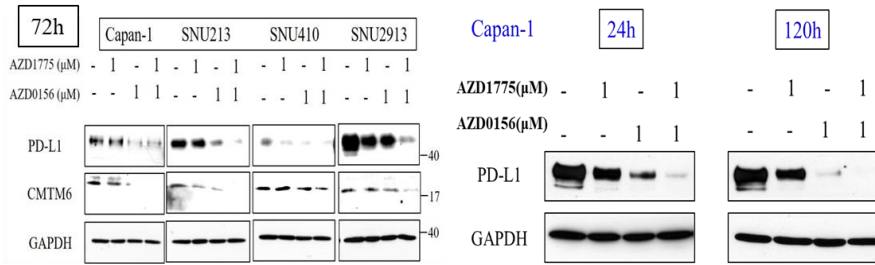 72h
Capan-1 SNU213 SNU410 SNU2913
AZD1775 (μM) - 1 - 1 - 1 - 1 - 1 - 1 - 1 - 1
AZD0156 (μM) - - 1 1 - - 1 1 - - 1 1 - - 1 1
PD-L1
40
CMTM6
17
GAPDH
40
Capan-1 24h 120h
AZD1775(μM) - 1 - 1 - 1 - 1
AZD0156(μM) - - 1 1 - - 1 1
PD-L1
GAPDH